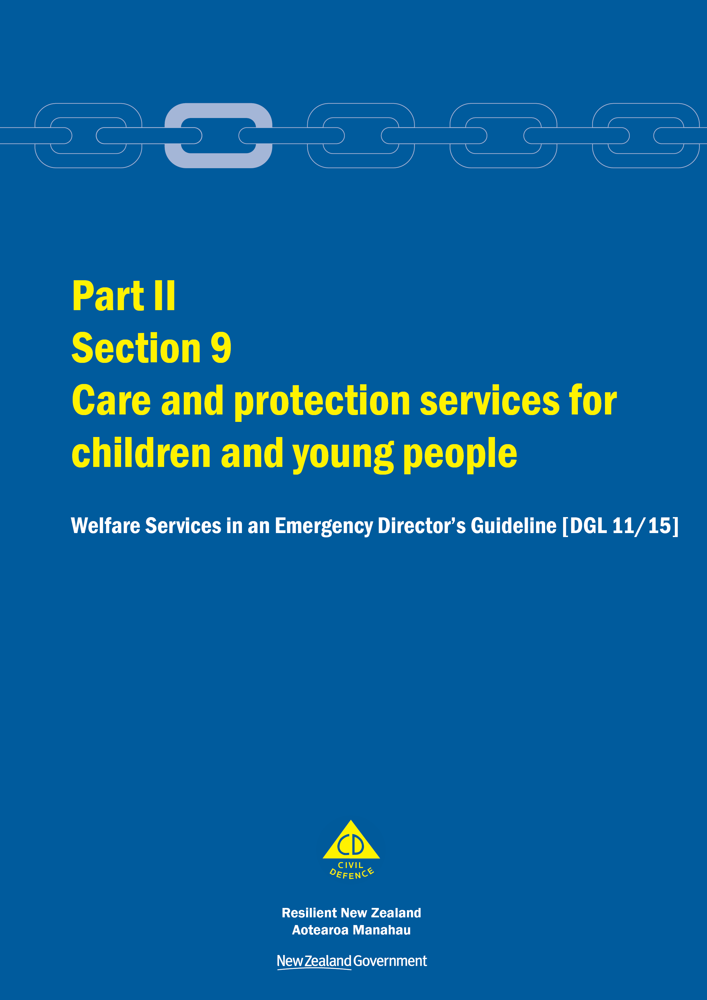 Part II
Section 9
Care and protection services for
children and young people
Welfare Services in an Emergency Director’s Guideline [DGL 11/15]
CD
CIVIL
DEFENCE
Resilient New Zealand
Aotearoa Manahau
New Zealand Government